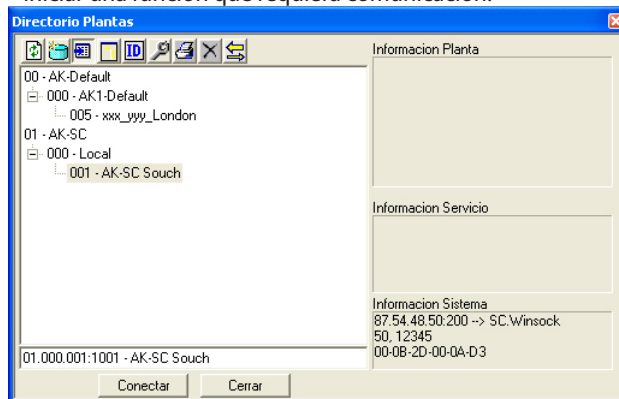 iniciar una función que requiera comunicación.
Directorio Plantas
ID
00 - AK-Default
000 - AK1-Default
005 - xxx_yyy_London
01 - AK-SC
000 - Local
001 - AK-SC Souch
01.000.001:1001 - AK-SC Souch
Conectar
Cerrar
Informacion Planta
Informacion Servicio
Informacion Sistema
87.54.48.50:200 --> SC.Winsock
50, 12345
00-0B-2D-00-0A-D3